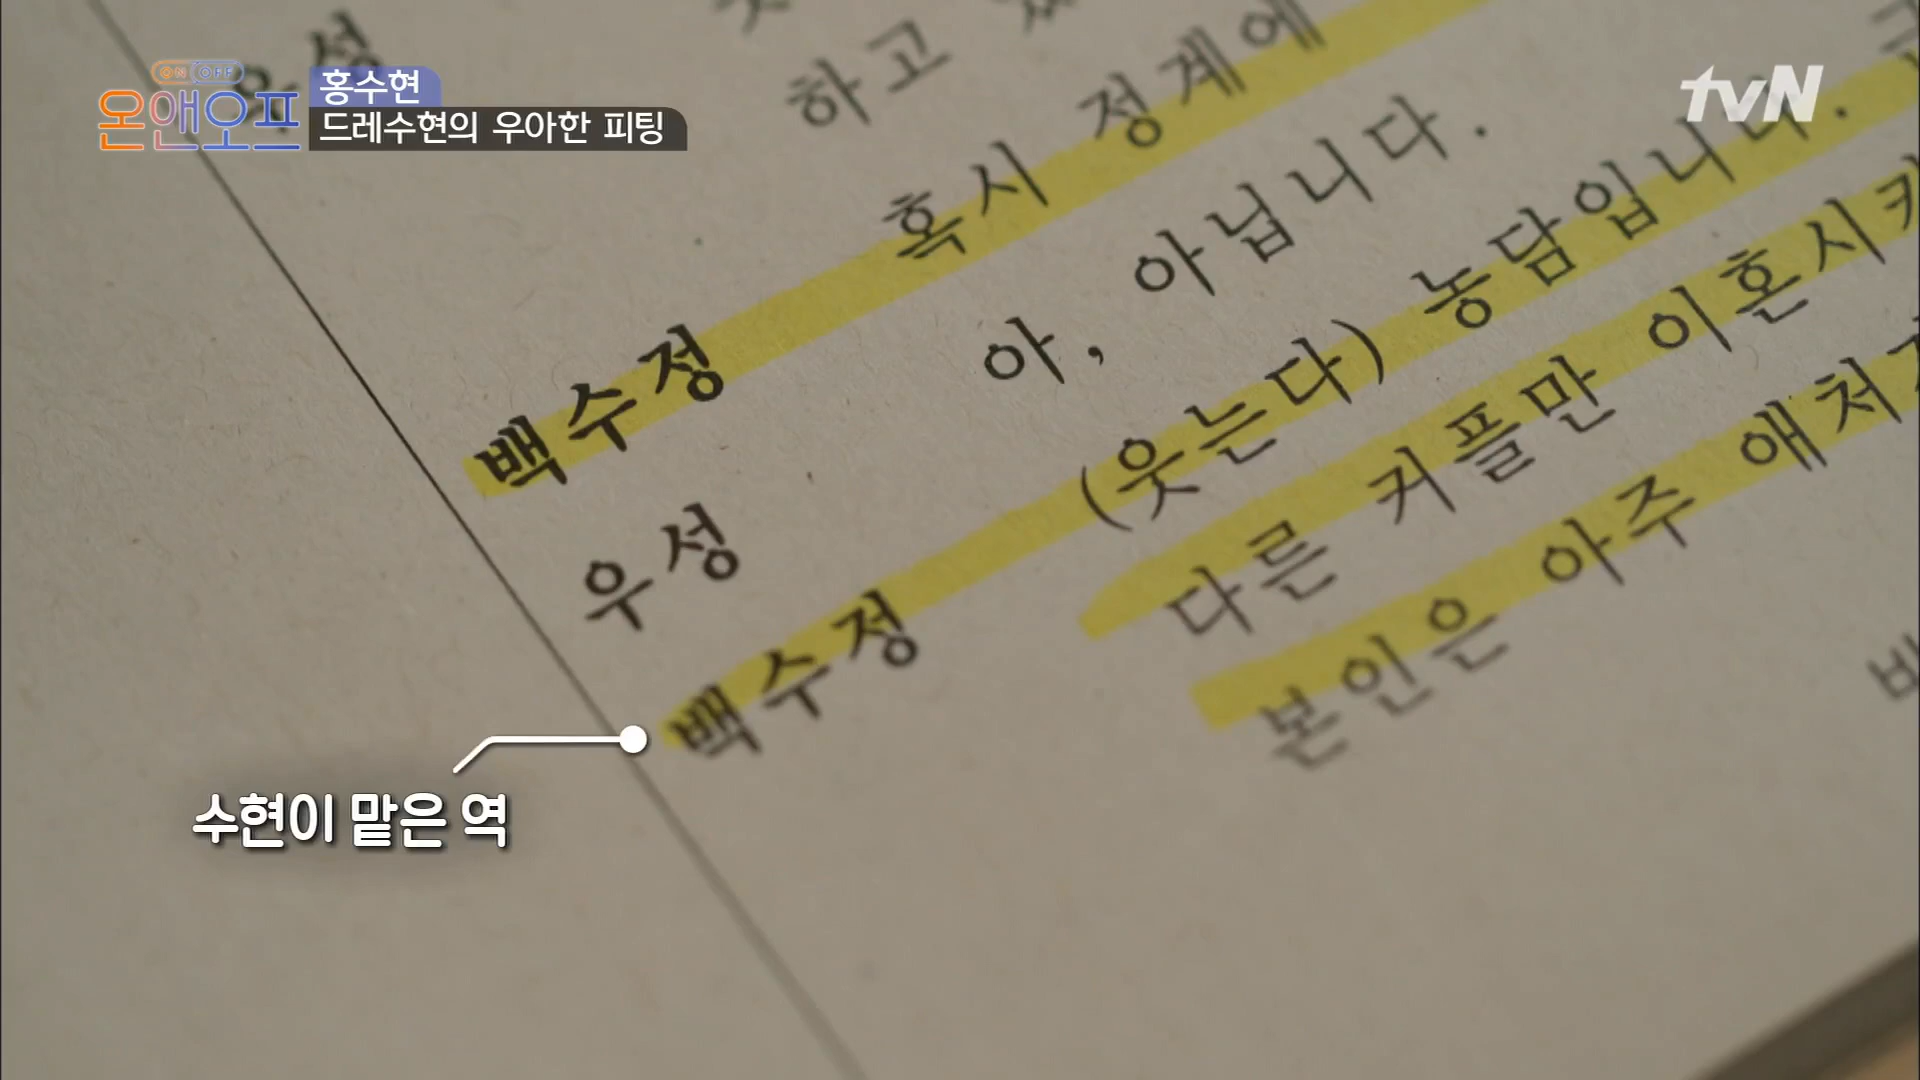 ON OFF
온앤오프
홍수현
드레수현의 우아한 피팅
tvN
우성
하고
혹시 정계에
백수정
우성 아, 아닙니다.
백수정 (웃는다) 농담입니다.
다른 커플만 이혼시키
본인은 아주 애처가
수현이 맡은 역